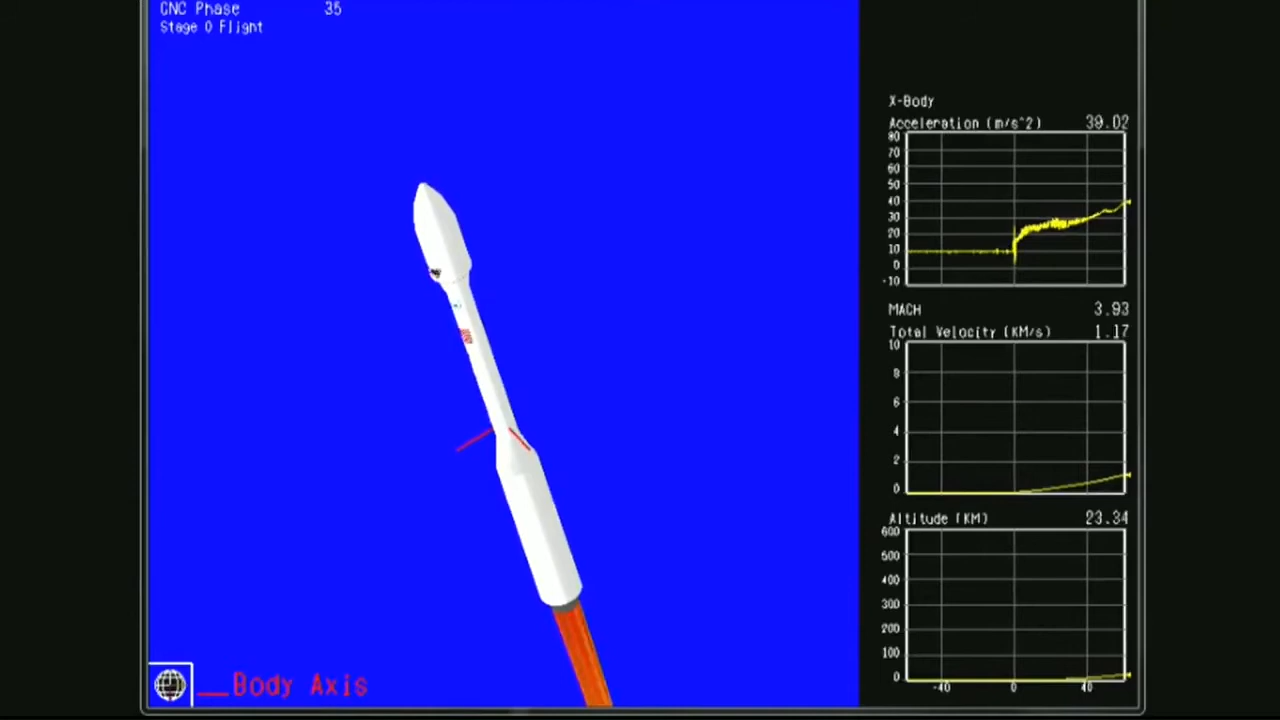 GNC Phase 35
Stage 0 Flight
X-Body
Acceleration (m/s^2) 39.02
80
70
60
50
40
30
20
10
0
-10
MACH 3.93
Total Velocity (KM/s) 1.17
10
8
6
4
2
0
Altitude (KM) 23.34
600
500
400
300
200
100
-40 0 40
Body Axis